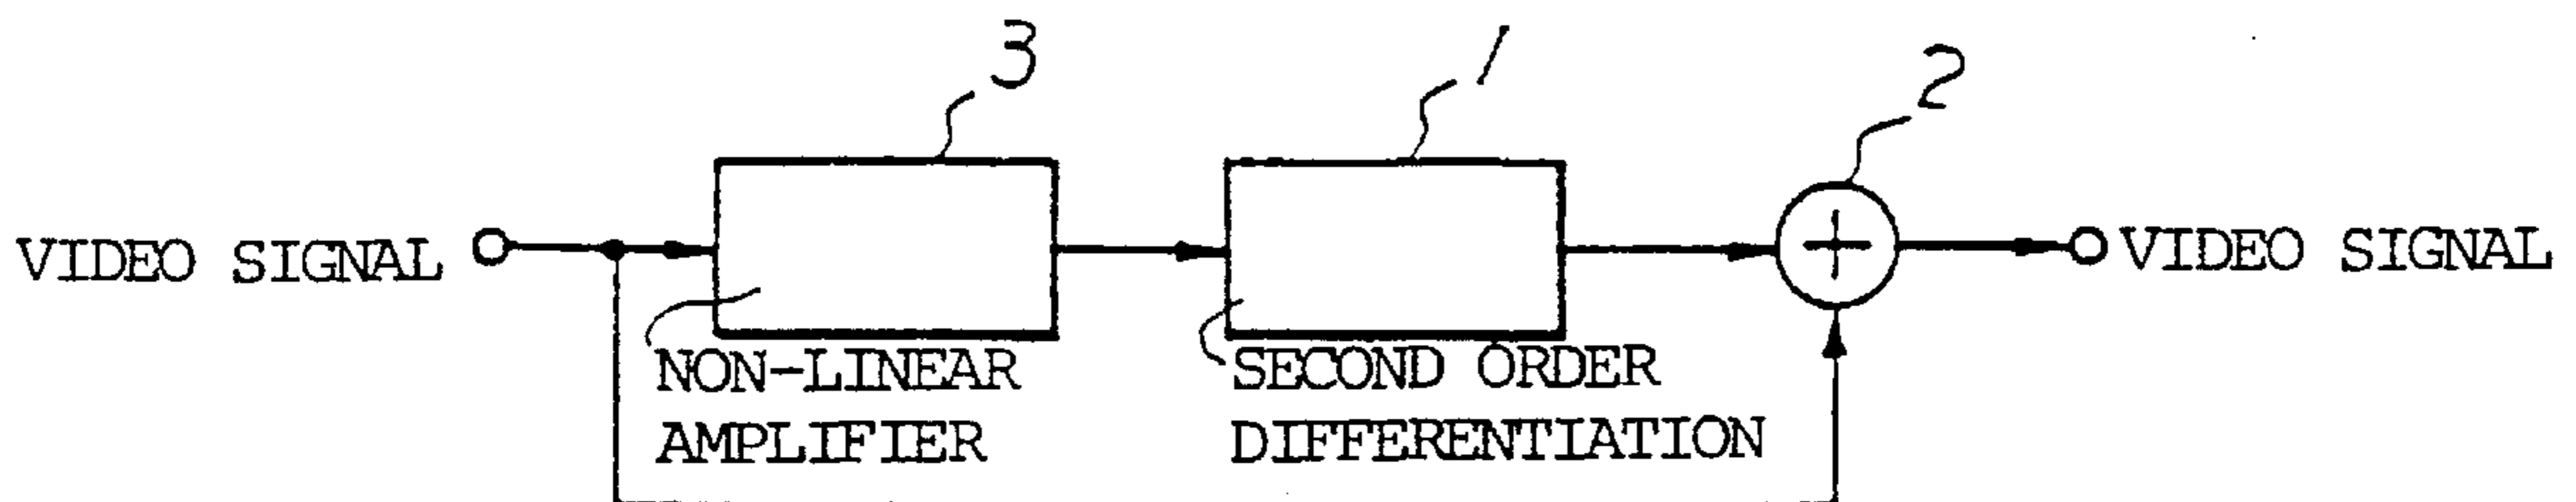 3
1
2
VIDEO SIGNAL
+
VIDEO SIGNAL
NON-LINEAR
AMPLIFIER
SECOND ORDER
DIFFERENTIATION